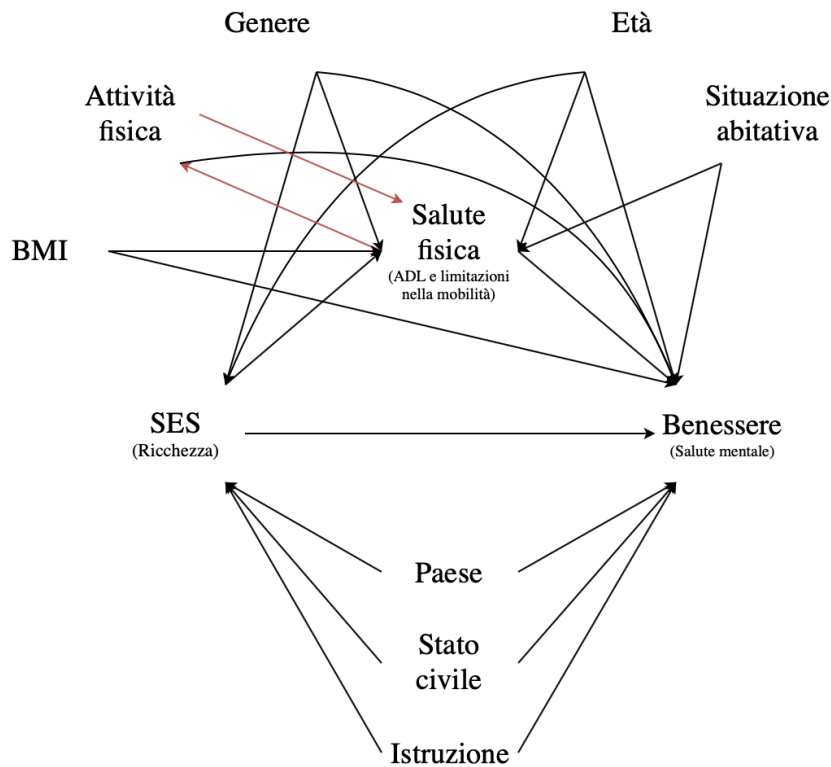 Genere
Età
Attività
fisica
Situazione
abitativa
Salute
fisica
(ADL e limitazioni
nella mobilità)
BMI
SES
(Ricchezza)
Benessere
(Salute mentale)
Paese
Stato
civile
Istruzione